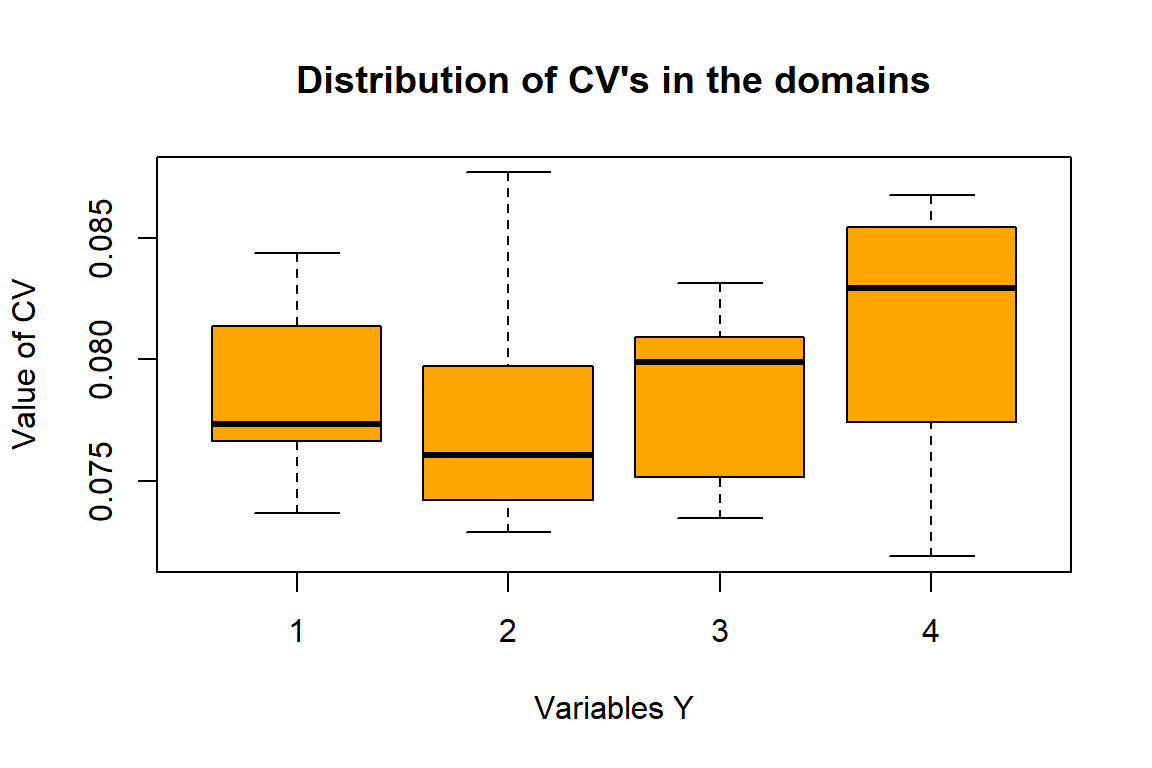 Distribution of CV's in the domains
Value of CV
0.085
0.080
0.075
1 2 3 4
Variables Y